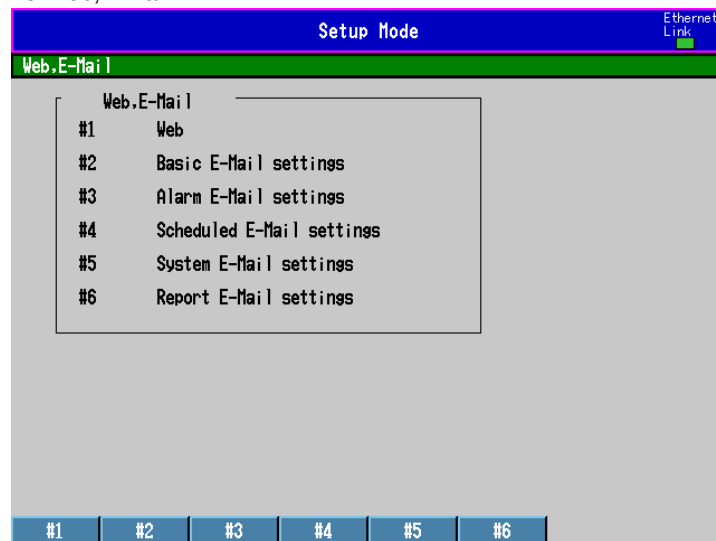 Setup Mode
Ethernet
Link
Web,E-Mail
Web,E-Mail
#1 Web
#2 Basic E-Mail settings
#3 Alarm E-Mail settings
#4 Scheduled E-Mail settings
#5 System E-Mail settings
#6 Report E-Mail settings
#1 #2 #3 #4 #5 #6